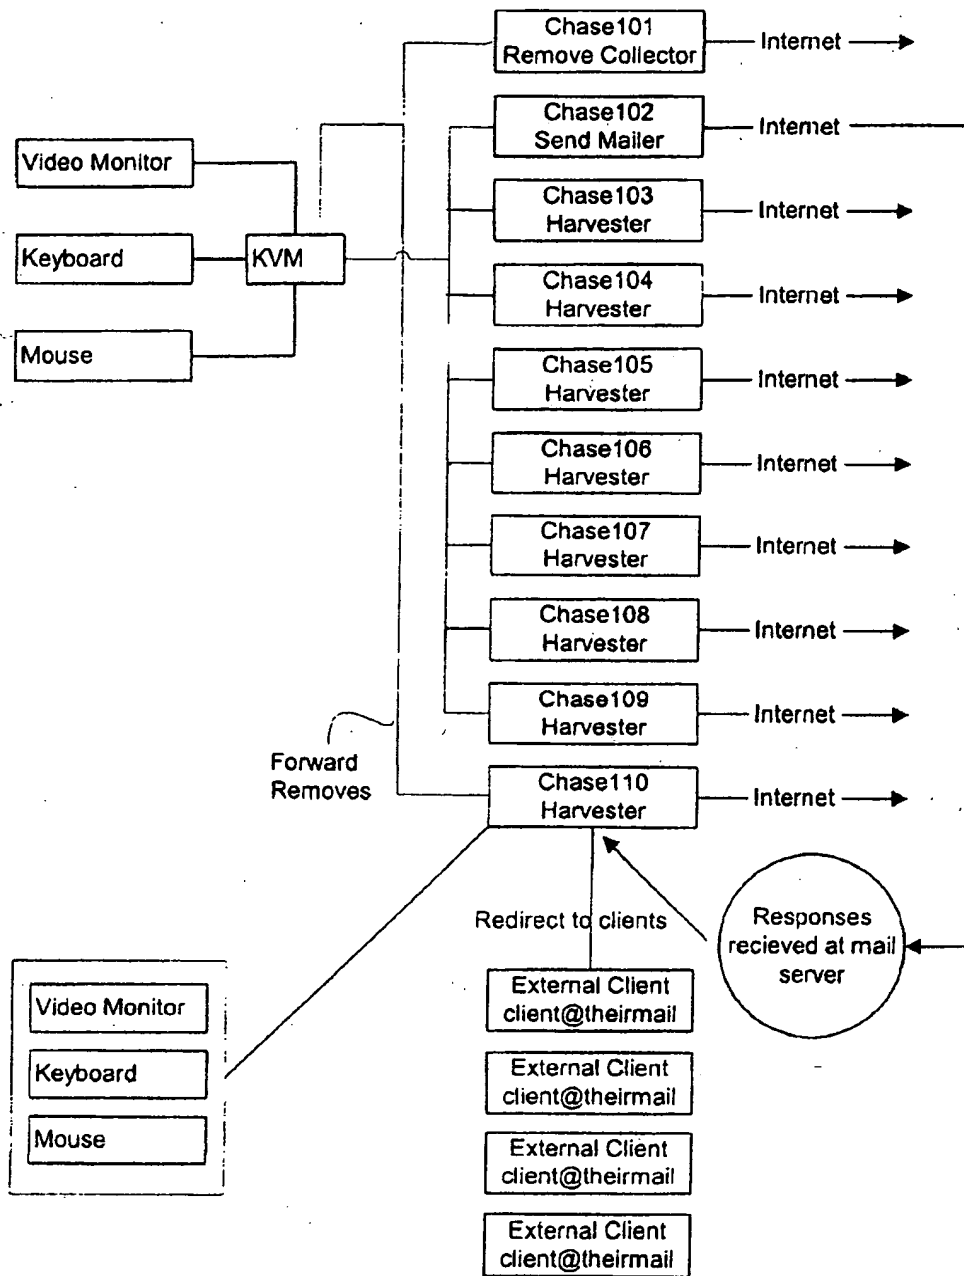 Chase101
Remove Collector
Internet
Chase102
Send Mailer
Internet
Video Monitor
Chase103
Harvester
Internet
Keyboard
KVM
Chase104
Harvester
Internet
Mouse
Chase105
Harvester
Internet
Chase106
Harvester
Internet
Chase107
Harvester
Internet
Chase108
Harvester
Internet
Chase109
Harvester
Internet
Forward
Removes
Chase110
Harvester
Internet
Redirect to clients
Responses
recieved at mail
server
Video Monitor
Keyboard
Mouse
External Client
client@theirmail
External Client
client@theirmail
External Client
client@theirmail
External Client
client@theirmail